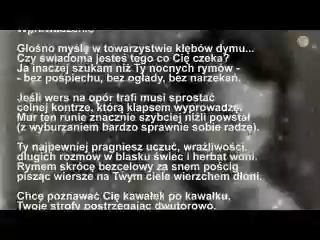 Wprowadzenie
Głośno myślę w towarzystwie kłębów dymu...
Czy świadoma jesteś tego co Cię czeka?
Ja inaczej szukam niż Ty nocnych rymów -
- bez pośpiechu, bez ogłady, bez narzekań.
Jeśli wers na opór trafi musi sprostać
celnej kontrze, którą klapsem wyprowadzę.
Mur ten runie znacznie szybciej niźli powstał
(z wyburzaniem bardzo sprawnie sobie radzę).
Ty najpewniej pragniesz uczuć, wrażliwości,
długich rozmów w blasku świec i herbat woni.
Rymem skrócę bezcelowy za snem pościg
pisząc wiersze na Twym ciele wierzchem dłoni.
Chcę poznawać Cię kawałek po kawałku,
Twoje strofy postrzegając dwutorowo.